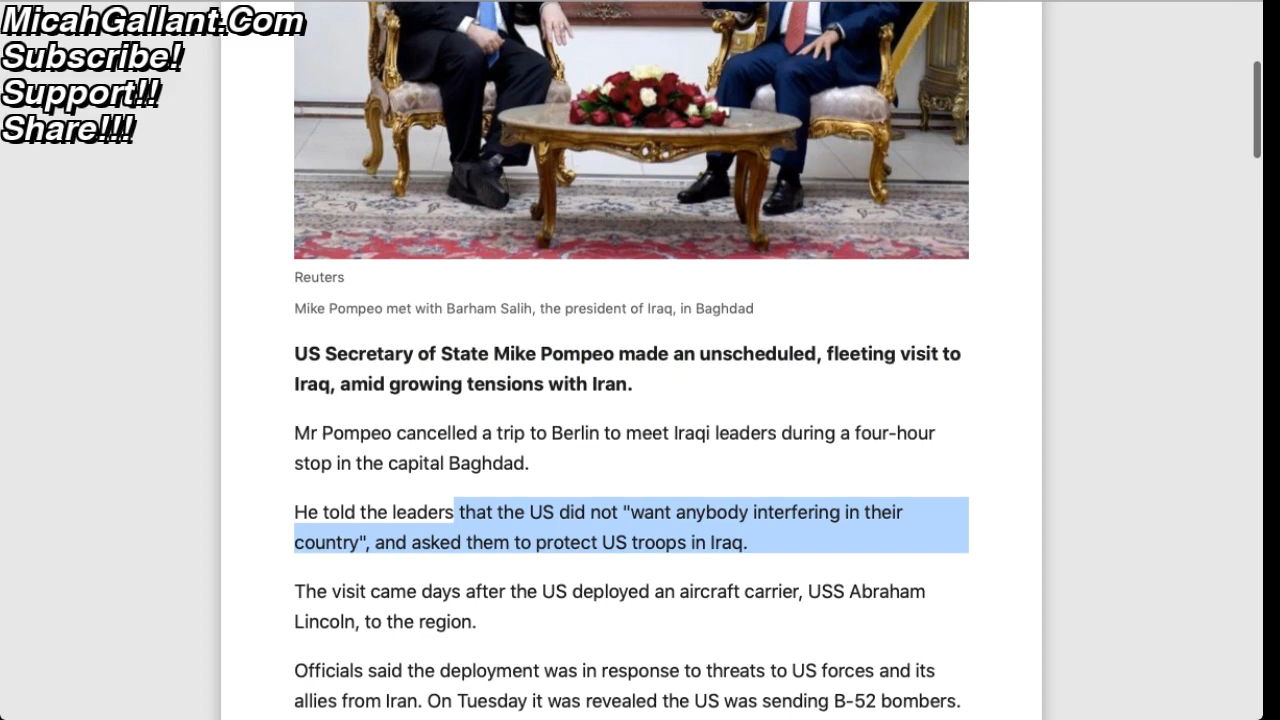 MicahGallant.Com
Subscribe!
Support!!
Share!!!
Reuters
Mike Pompeo met with Barham Salih, the president of Iraq, in Baghdad
US Secretary of State Mike Pompeo made an unscheduled, fleeting visit to
Iraq, amid growing tensions with Iran.
Mr Pompeo cancelled a trip to Berlin to meet Iraqi leaders during a four-hour
stop in the capital Baghdad.
He told the leaders that the US did not "want anybody interfering in their
country", and asked them to protect US troops in Iraq.
The visit came days after the US deployed an aircraft carrier, USS Abraham
Lincoln, to the region.
Officials said the deployment was in response to threats to US forces and its
allies from Iran. On Tuesday it was revealed the US was sending B-52 bombers.